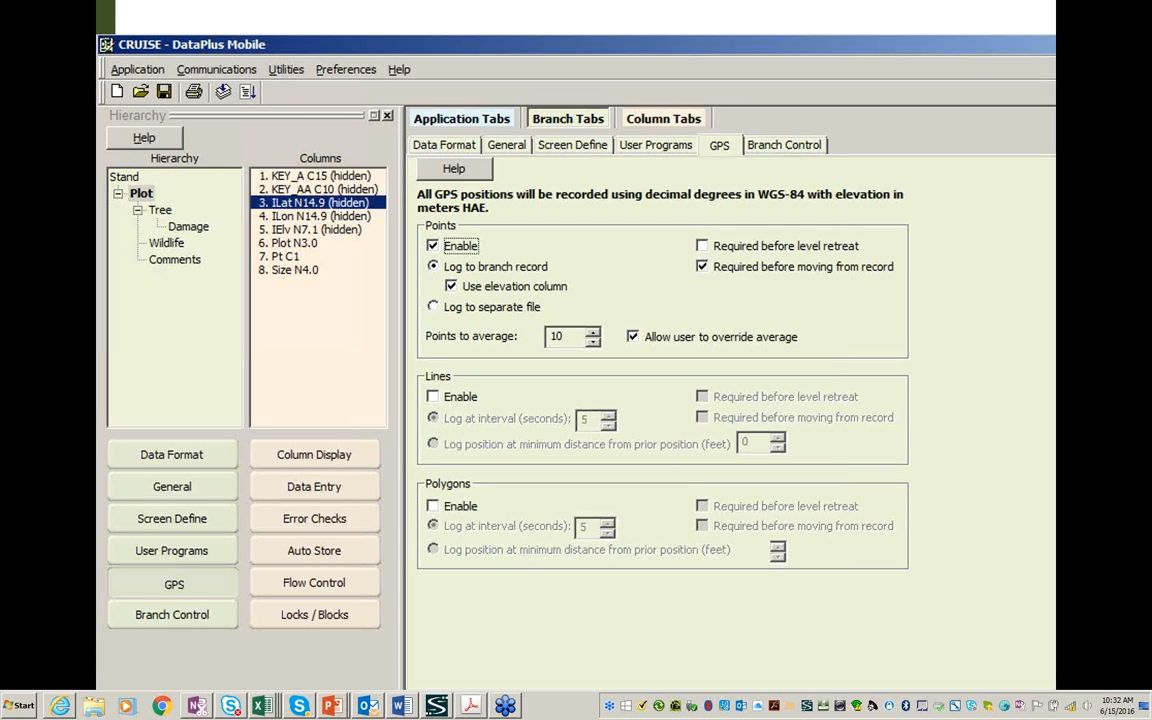 CRUISE - DataPlus Mobile
Application Communications Utilities Preferences Help
Hierarchy
Help
Hierarchy
Stand
Plot
Tree
Damage
Wildlife
Comments
Columns
1. KEY_A C15 (hidden)
2. KEY_AA C10 (hidden)
3. ILat N14.9 (hidden)
4. ILon N14.9 (hidden)
5. IElv N7.1 (hidden)
6. Plot N3.0
7. Pt C1
8. Size N4.0
Data Format Column Display
General Data Entry
Screen Define Error Checks
User Programs Auto Store
GPS Flow Control
Branch Control Locks / Blocks
Application Tabs Branch Tabs Column Tabs
Data Format General Screen Define User Programs GPS Branch Control
Help
All GPS positions will be recorded using decimal degrees in WGS-84 with elevation in
meters HAE.
Points
Enable Required before level retreat
Log to branch record Required before moving from record
Use elevation column
Log to separate file
Points to average: 10 Allow user to override average
Lines
Enable Required before level retreat
Log at interval (seconds): 5 Required before moving from record
Log position at minimum distance from prior position (feet) 0
Polygons
Enable Required before level retreat
Log at interval (seconds): 5 Required before moving from record
Log position at minimum distance from prior position (feet)
Start
10:32 AM
6/15/2016